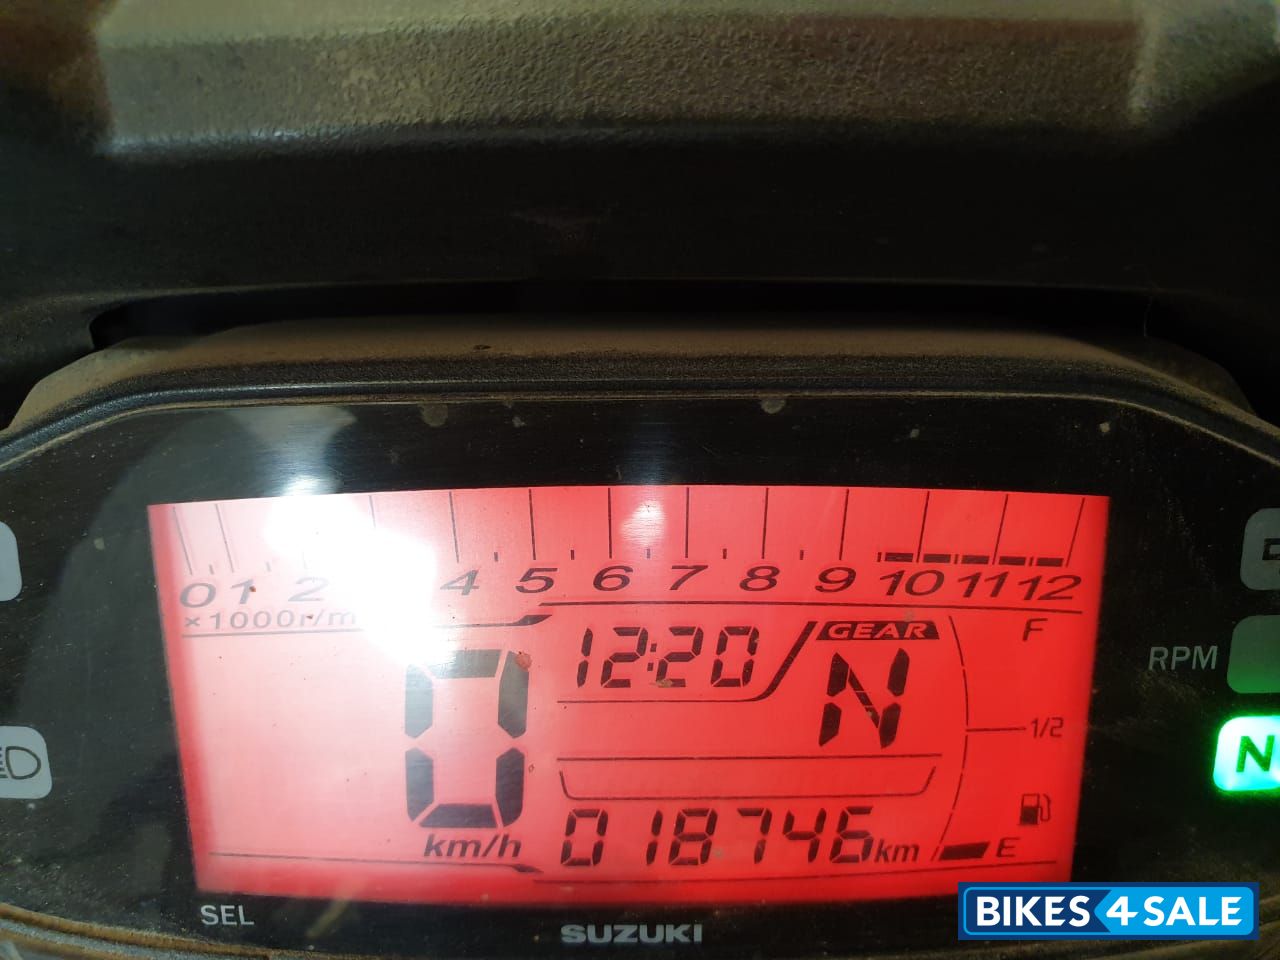 0 1 2 4 5 6 7 8 9 10 11 12
×1000r/m
12:20
GEAR
F
RPM
0
N
1/2
N
km/h
018746km
E
SEL
SUZUKI
BIKES4SALE